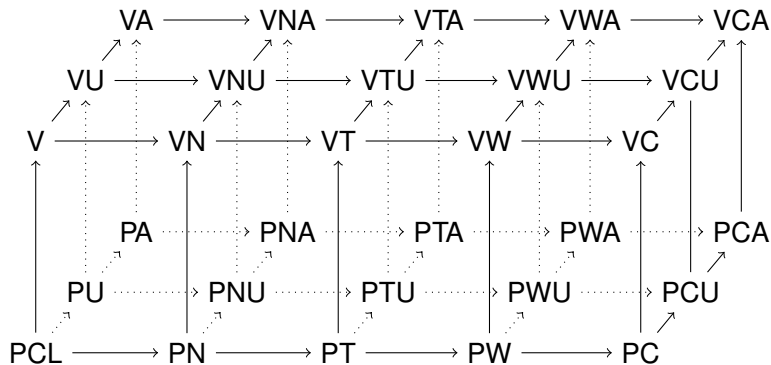 VA VNA VTA VWA VCA
VU VNU VTU VWU VCU
V VN VT VW VC
PA PNA PTA PWA PCA
PU PNU PTU PWU PCU
PCL PN PT PW PC